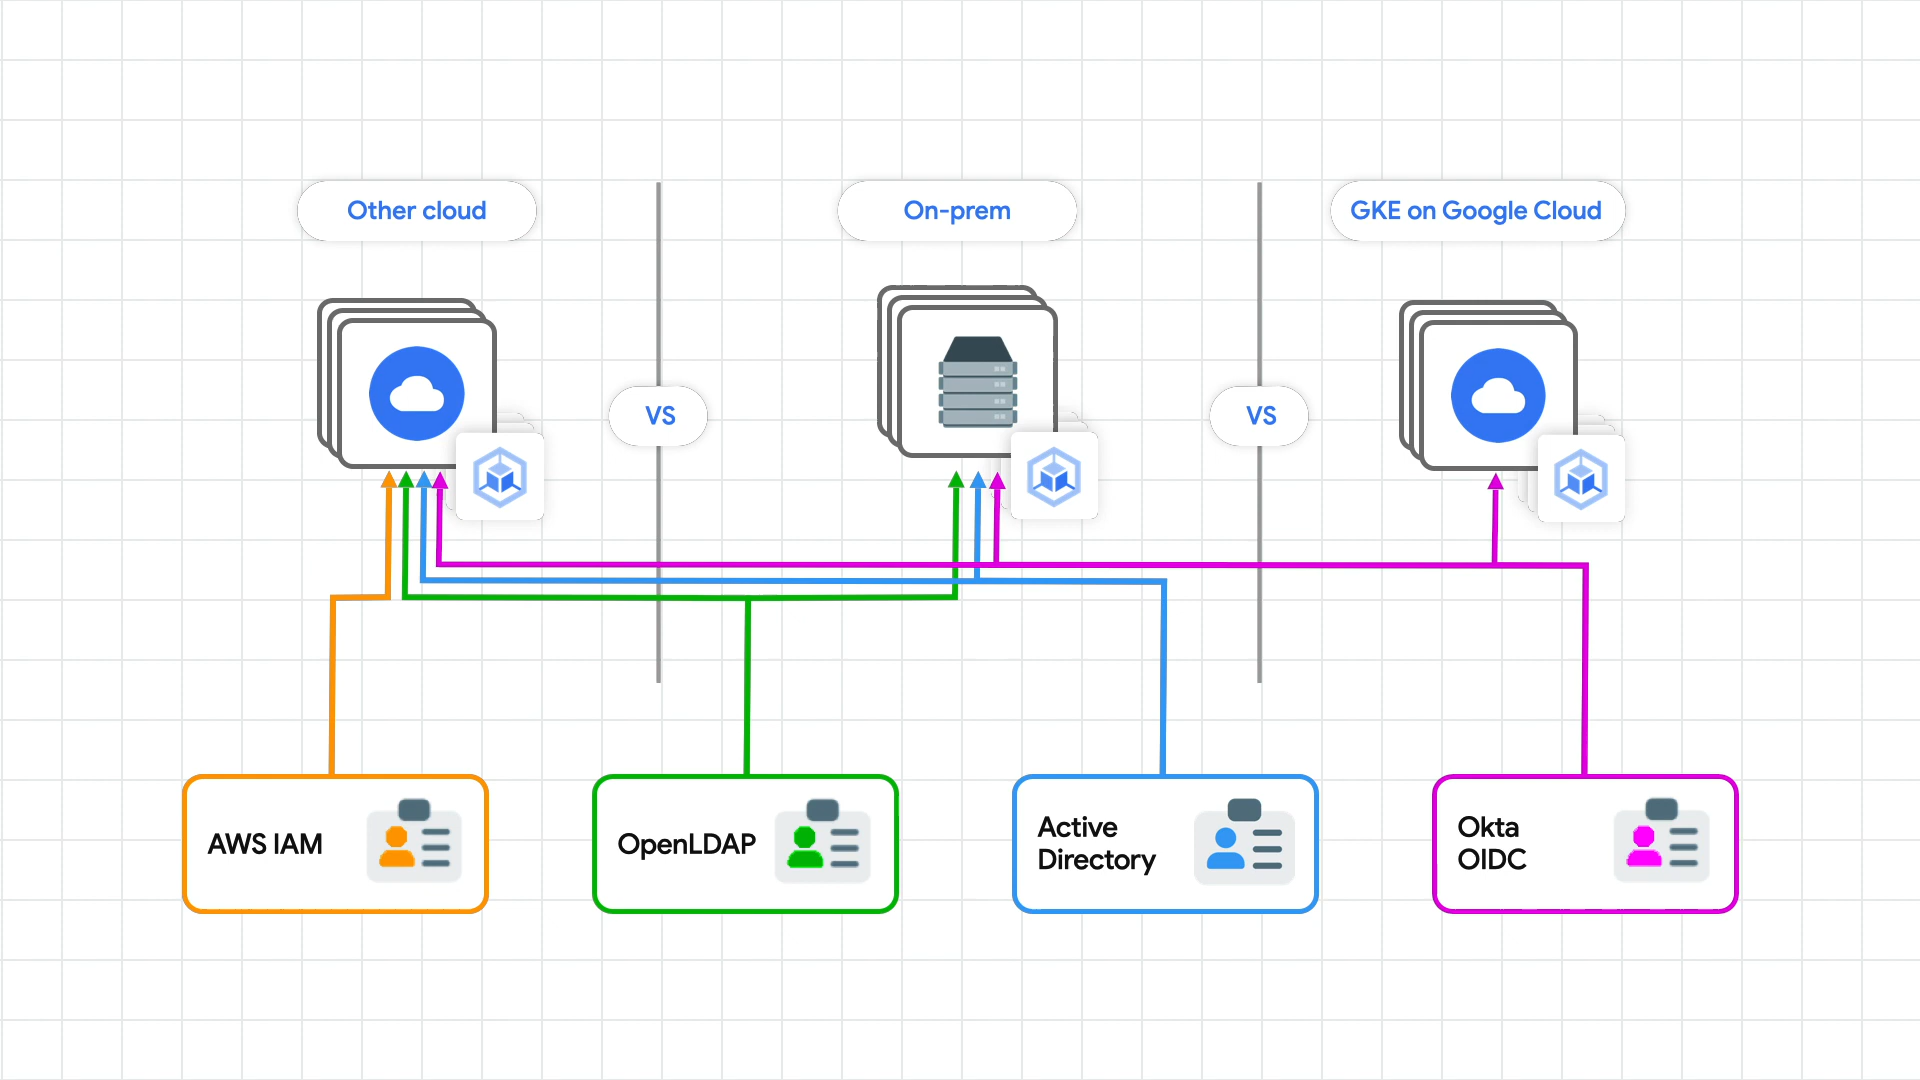 Other cloud
On-prem
GKE on Google Cloud
VS
VS
AWS IAM
OpenLDAP
Active
Directory
Okta
OIDC